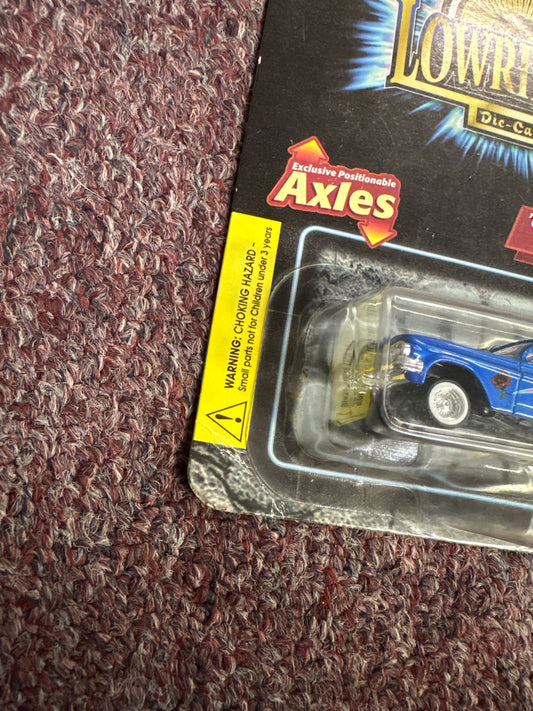 LOWRI
Die-Ca
Exclusive Positionable
Axles
WARNING: CHOKING HAZARD –
Small parts not for Children under 3 years